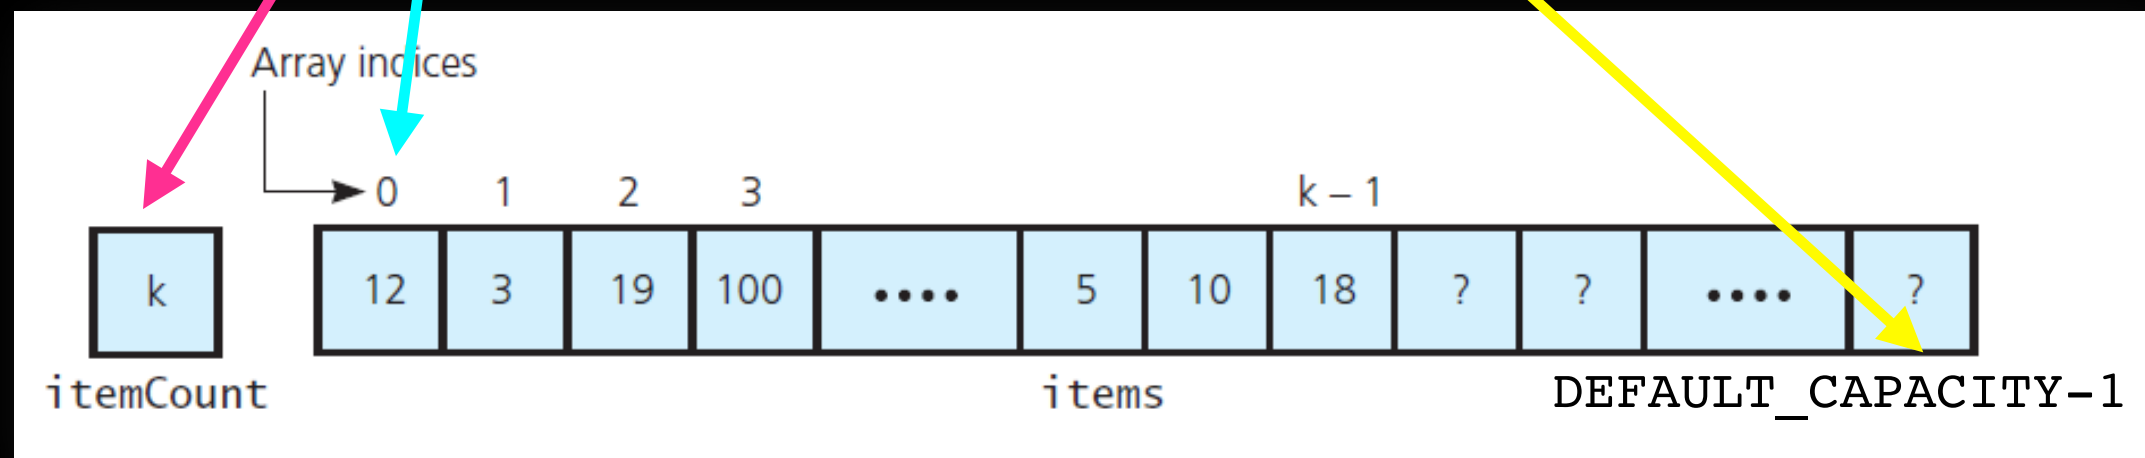 Array indices
0 1 2 3 k – 1
k 12 3 19 100 •••• 5 10 18 ? ? •••• ?
itemCount items DEFAULT_CAPACITY-1